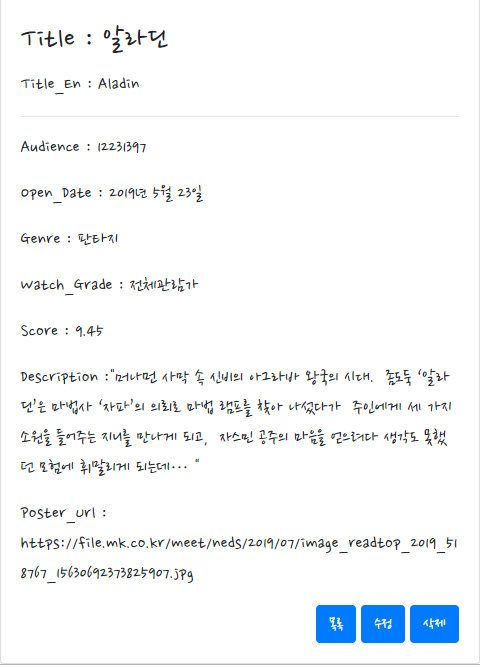 Title : 알라딘
Title_En : Aladin
Audience : 12231397
Open_Date : 2019년 5월 23일
Genre : 판타지
Watch_Grade : 전체관람가
Score : 9.45
Description :"머나먼 사막 속 신비의 아그라바 왕국의 시대. 좀도둑 ‘알라
딘’은 마법사 ‘자파’의 의뢰로 마법 램프를 찾아 나섰다가 주인에게 세 가지
소원을 들어주는 지니를 만나게 되고, 자스민 공주의 마음을 얻으려다 생각도 못했
던 모험에 휘말리게 되는데··· “
Poster_Url :
https://file.mk.co.kr/meet/neds/2019/07/image_readtop_2019_51
8767_15630692373825907.jpg
목록 수정 삭제